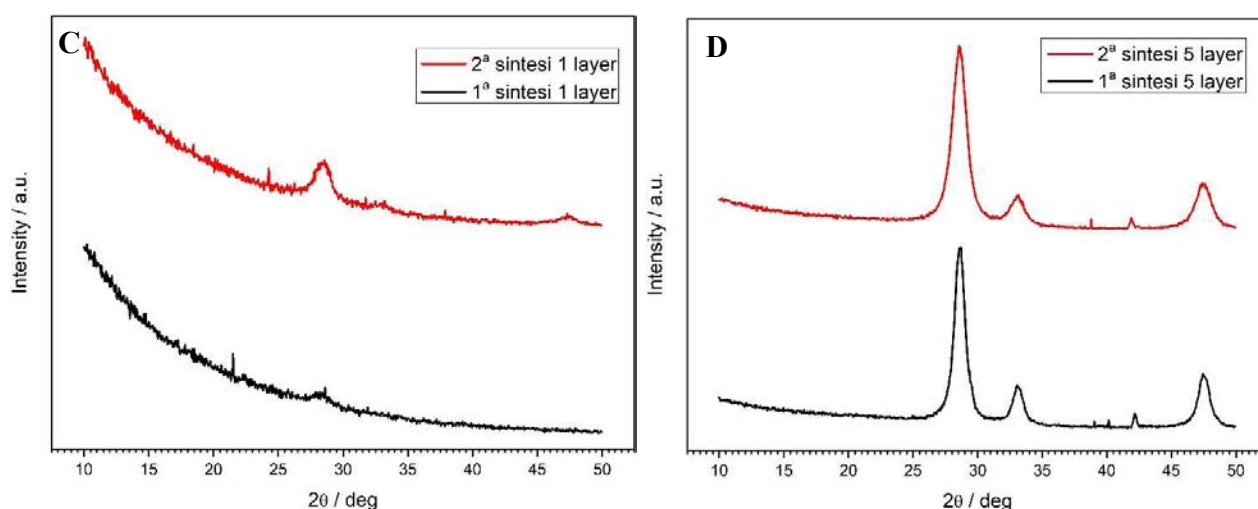 C
2ª sintesi 1 layer
1ª sintesi 1 layer
Intensity / a.u.
10 15 20 25 30 35 40 45 50
2θ / deg
D
2ª sintesi 5 layer
1ª sintesi 5 layer
Intensity / a.u.
10 15 20 25 30 35 40 45 50
2θ / deg